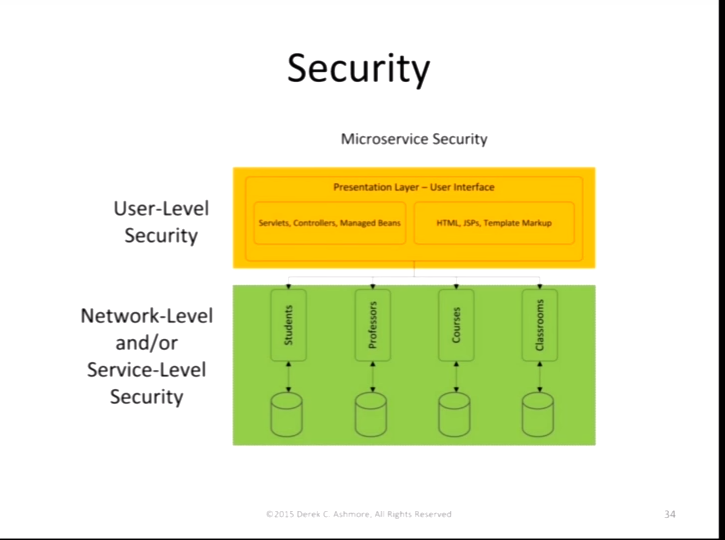 Security
Microservice Security
User-Level
Security
Presentation Layer – User Interface
Servlets, Controllers, Managed Beans
HTML, JSPs, Template Markup
Network-Level
and/or
Service-Level
Security
Students
Professors
Courses
Classrooms
©2015 Derek C. Ashmore, All Rights Reserved
34